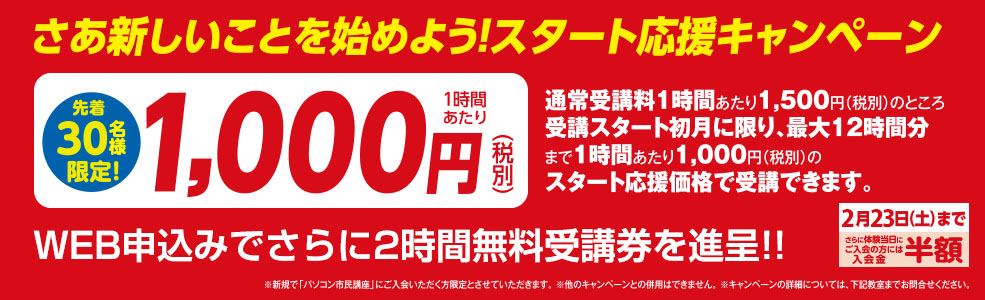 さあ新しいことを始めよう!スタート応援キャンペーン
先着
30名様
限定!
1,000円
1時間
あたり
(税別)
通常受講料1時間あたり1,500円(税別)のところ
受講スタート初月に限り、最大12時間分
まで1時間あたり1,000円(税別)の
スタート応援価格で受講できます。
WEB申込みでさらに2時間無料受講券を進呈!!
2月23日(土)まで
さらに体験当日に
ご入会の方には
入会金
半額
※新規で「パソコン市民講座」にご入会いただく方限定とさせていただきます。※他のキャンペーンとの併用はできません。※キャンペーンの詳細については、下記教室までお問合せください。